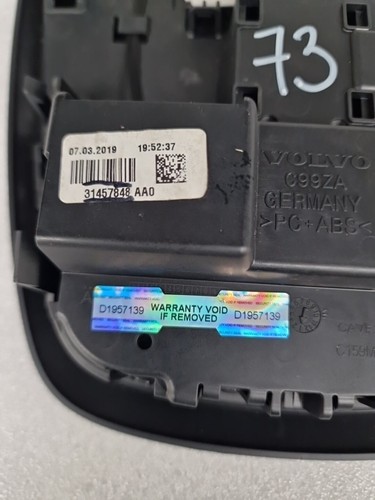 73
07.03.2019 19:52:37
31457848 AA0
VOLVO
C99ZA
GERMANY
>PC+ABS<
D1957139 WARRANTY VOID IF REMOVED D1957139